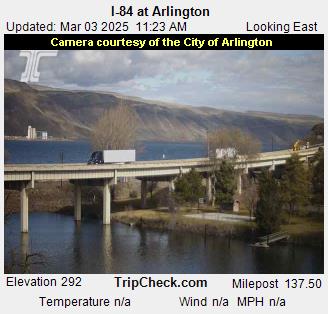 I-84 at Arlington
Updated: Mar 03 2025 11:23 AM Looking East
Camera courtesy of the City of Arlington
Elevation 292 TripCheck.com Milepost 137.50
Temperature n/a Wind n/a MPH n/a